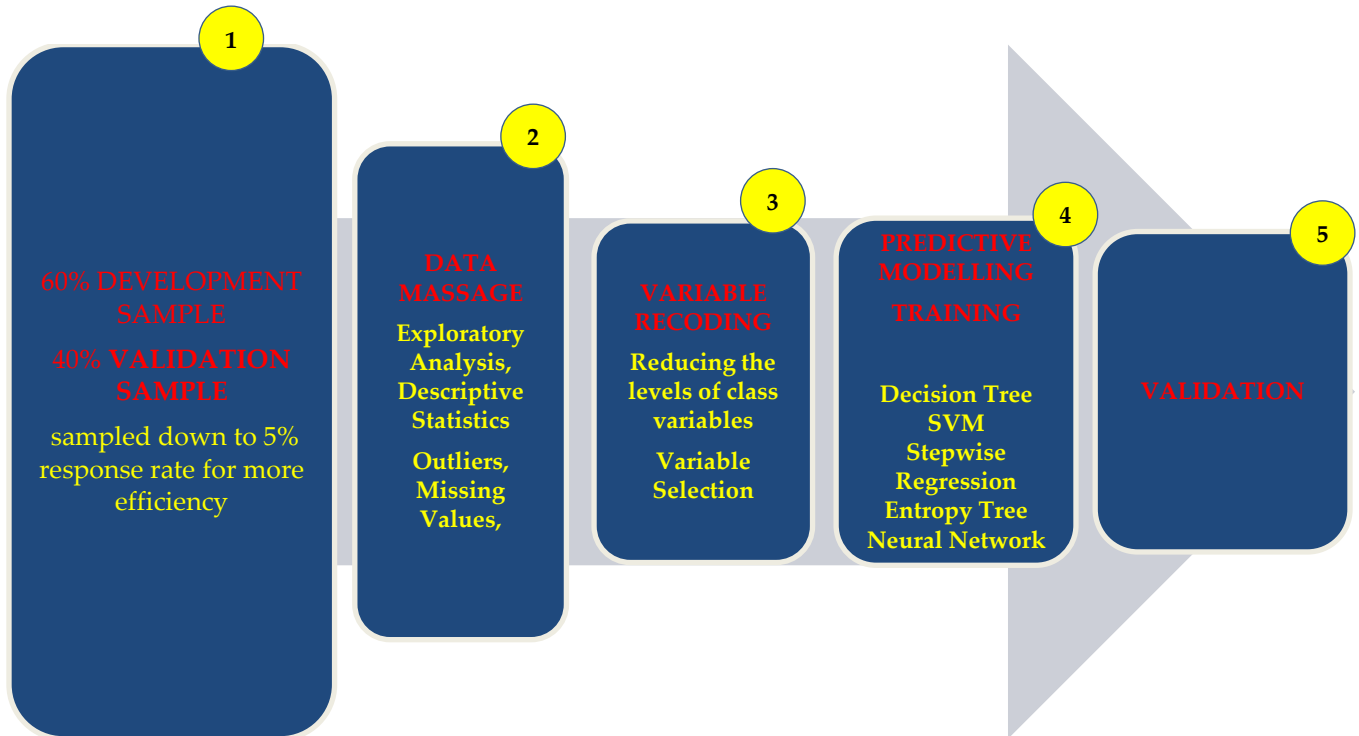 1
60% DEVELOPMENT
SAMPLE
40% VALIDATION
SAMPLE
sampled down to 5%
response rate for more
efficiency
2
DATA
MASSAGE
Exploratory
Analysis,
Descriptive
Statistics
Outliers,
Missing
Values,
3
VARIABLE
RECODING
Reducing the
levels of class
variables
Variable
Selection
4
PREDICTIVE
MODELLING
TRAINING
Decision Tree
SVM
Stepwise
Regression
Entropy Tree
Neural Network
5
VALIDATION